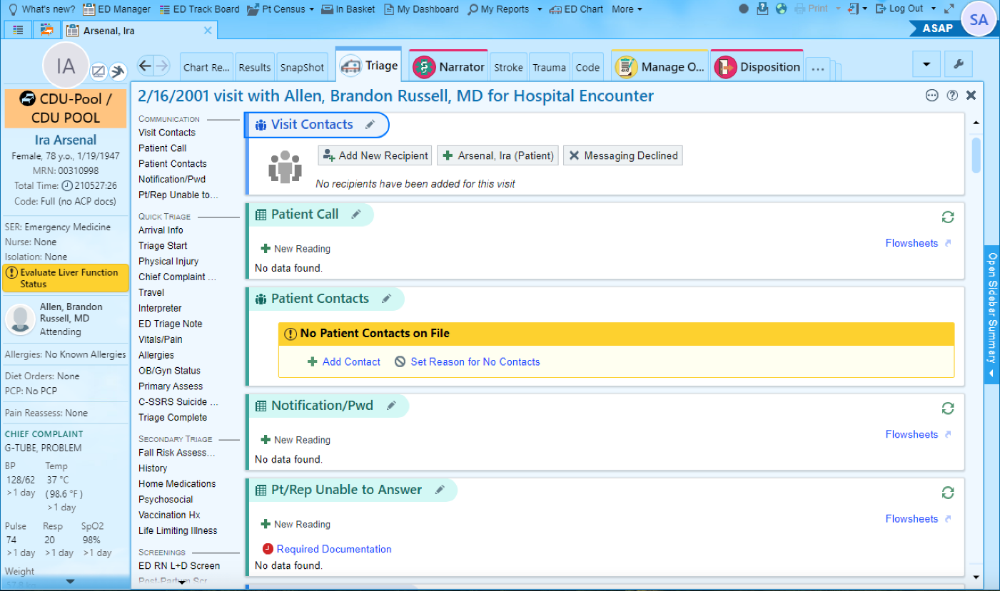 What's new? ED Manager ED Track Board Pt Census In Basket My Dashboard My Reports ED Chart More Print Log Out
Arsenal, Ira
ASAP
SA
IA
Chart Re... Results SnapShot Triage Narrator Stroke Trauma Code Manage O... Disposition ...
CDU-Pool /
CDU POOL
Ira Arsenal
Female, 78 y.o., 1/19/1947
MRN: 00310998
Total Time: 210527:26
Code: Full (no ACP docs)
SER: Emergency Medicine
Nurse: None
Isolation: None
Evaluate Liver Function
Status
Allen, Brandon
Russell, MD
Attending
Allergies: No Known Allergies
Diet Orders: None
PCP: No PCP
Pain Reassess: None
CHIEF COMPLAINT
G-TUBE, PROBLEM
BP Temp
128/62 37 °C
>1 day (98.6 °F)
>1 day
Pulse Resp SpO2
74 20 98%
>1 day >1 day >1 day
Weight
2/16/2001 visit with Allen, Brandon Russell, MD for Hospital Encounter
COMMUNICATION
Visit Contacts
Patient Call
Patient Contacts
Notification/Pwd
Pt/Rep Unable to...
QUICK TRIAGE
Arrival Info
Triage Start
Physical Injury
Chief Complaint ...
Travel
Interpreter
ED Triage Note
Vitals/Pain
Allergies
OB/Gyn Status
Primary Assess
C-SSRS Suicide ...
Triage Complete
SECONDARY TRIAGE
Fall Risk Assess...
History
Home Medications
Psychosocial
Vaccination Hx
Life Limiting Illness
SCREENINGS
ED RN L+D Screen
Visit Contacts
Add New Recipient Arsenal, Ira (Patient) Messaging Declined
No recipients have been added for this visit
Patient Call
Flowsheets
New Reading
No data found.
Patient Contacts
No Patient Contacts on File
Add Contact Set Reason for No Contacts
Notification/Pwd
Flowsheets
New Reading
No data found.
Pt/Rep Unable to Answer
Flowsheets
New Reading
Required Documentation
No data found.
Open Sidebar Summary